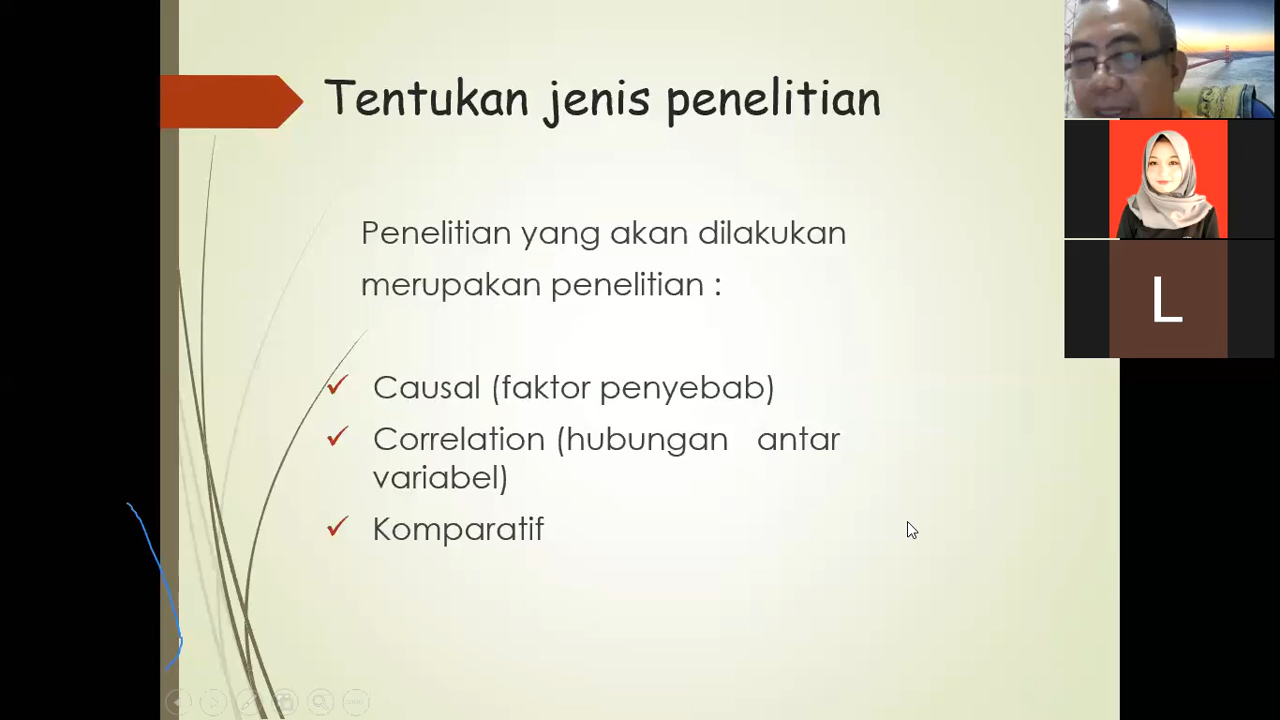 Tentukan jenis penelitian
Penelitian yang akan dilakukan
merupakan penelitian :
Causal (faktor penyebab)
Correlation (hubungan antar
variabel)
Komparatif
L